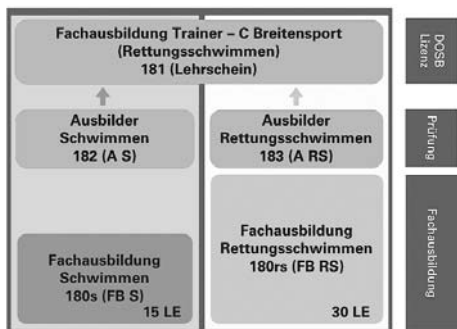 Fachausbildung Trainer – C Breitensport
(Rettungsschwimmen)
181 (Lehrschein)
DOSB
Lizenz
Ausbilder
Schwimmen
182 (A S)
Ausbilder
Rettungsschwimmen
183 (A RS)
Prüfung
Fachausbildung
Schwimmen
180s (FB S)
15 LE
Fachausbildung
Rettungsschwimmen
180rs (FB RS)
30 LE
Fachausbildung